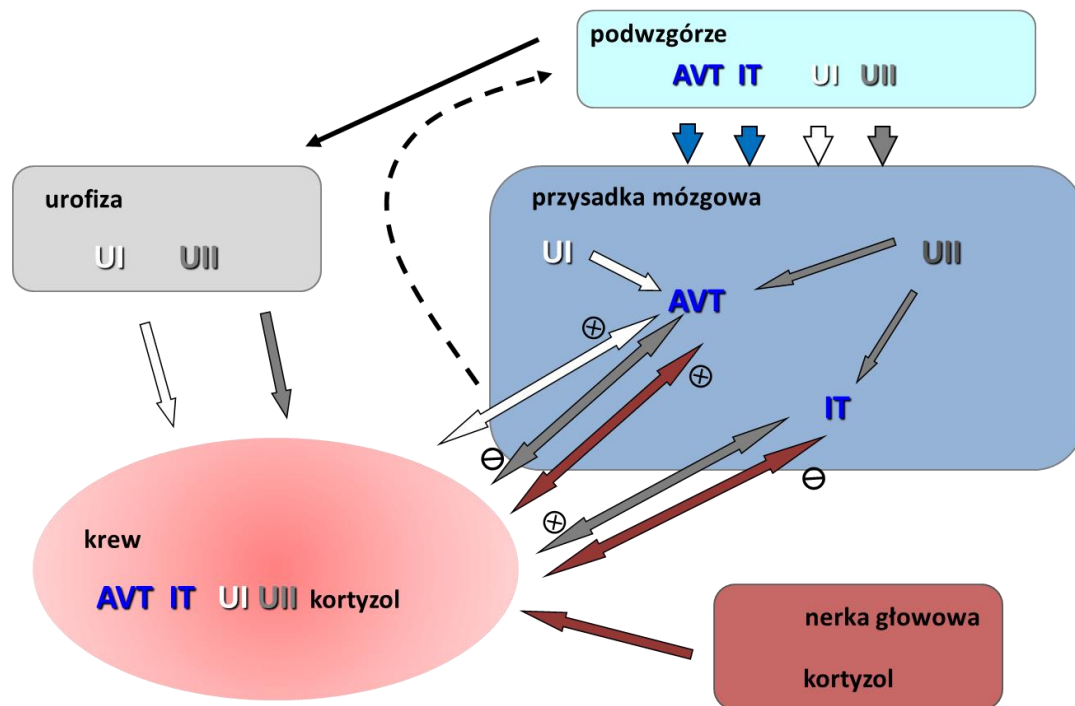 podwzgórze
AVT IT UI UII
urofiza
UI UII
przysadka mózgowa
UI UII
AVT
IT
⊕
⊕
⊖
⊖
⊕
krew
AVT IT UI UII kortyzol
nerka głowowa
kortyzol